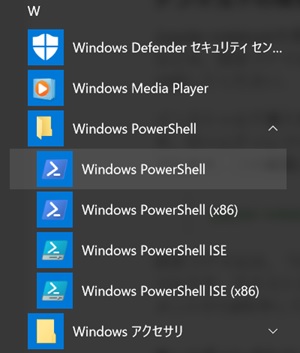 W
Windows Defender セキュリティ セン...
Windows Media Player
Windows PowerShell
Windows PowerShell
Windows PowerShell (x86)
Windows PowerShell ISE
Windows PowerShell ISE (x86)
Windows アクセサリ